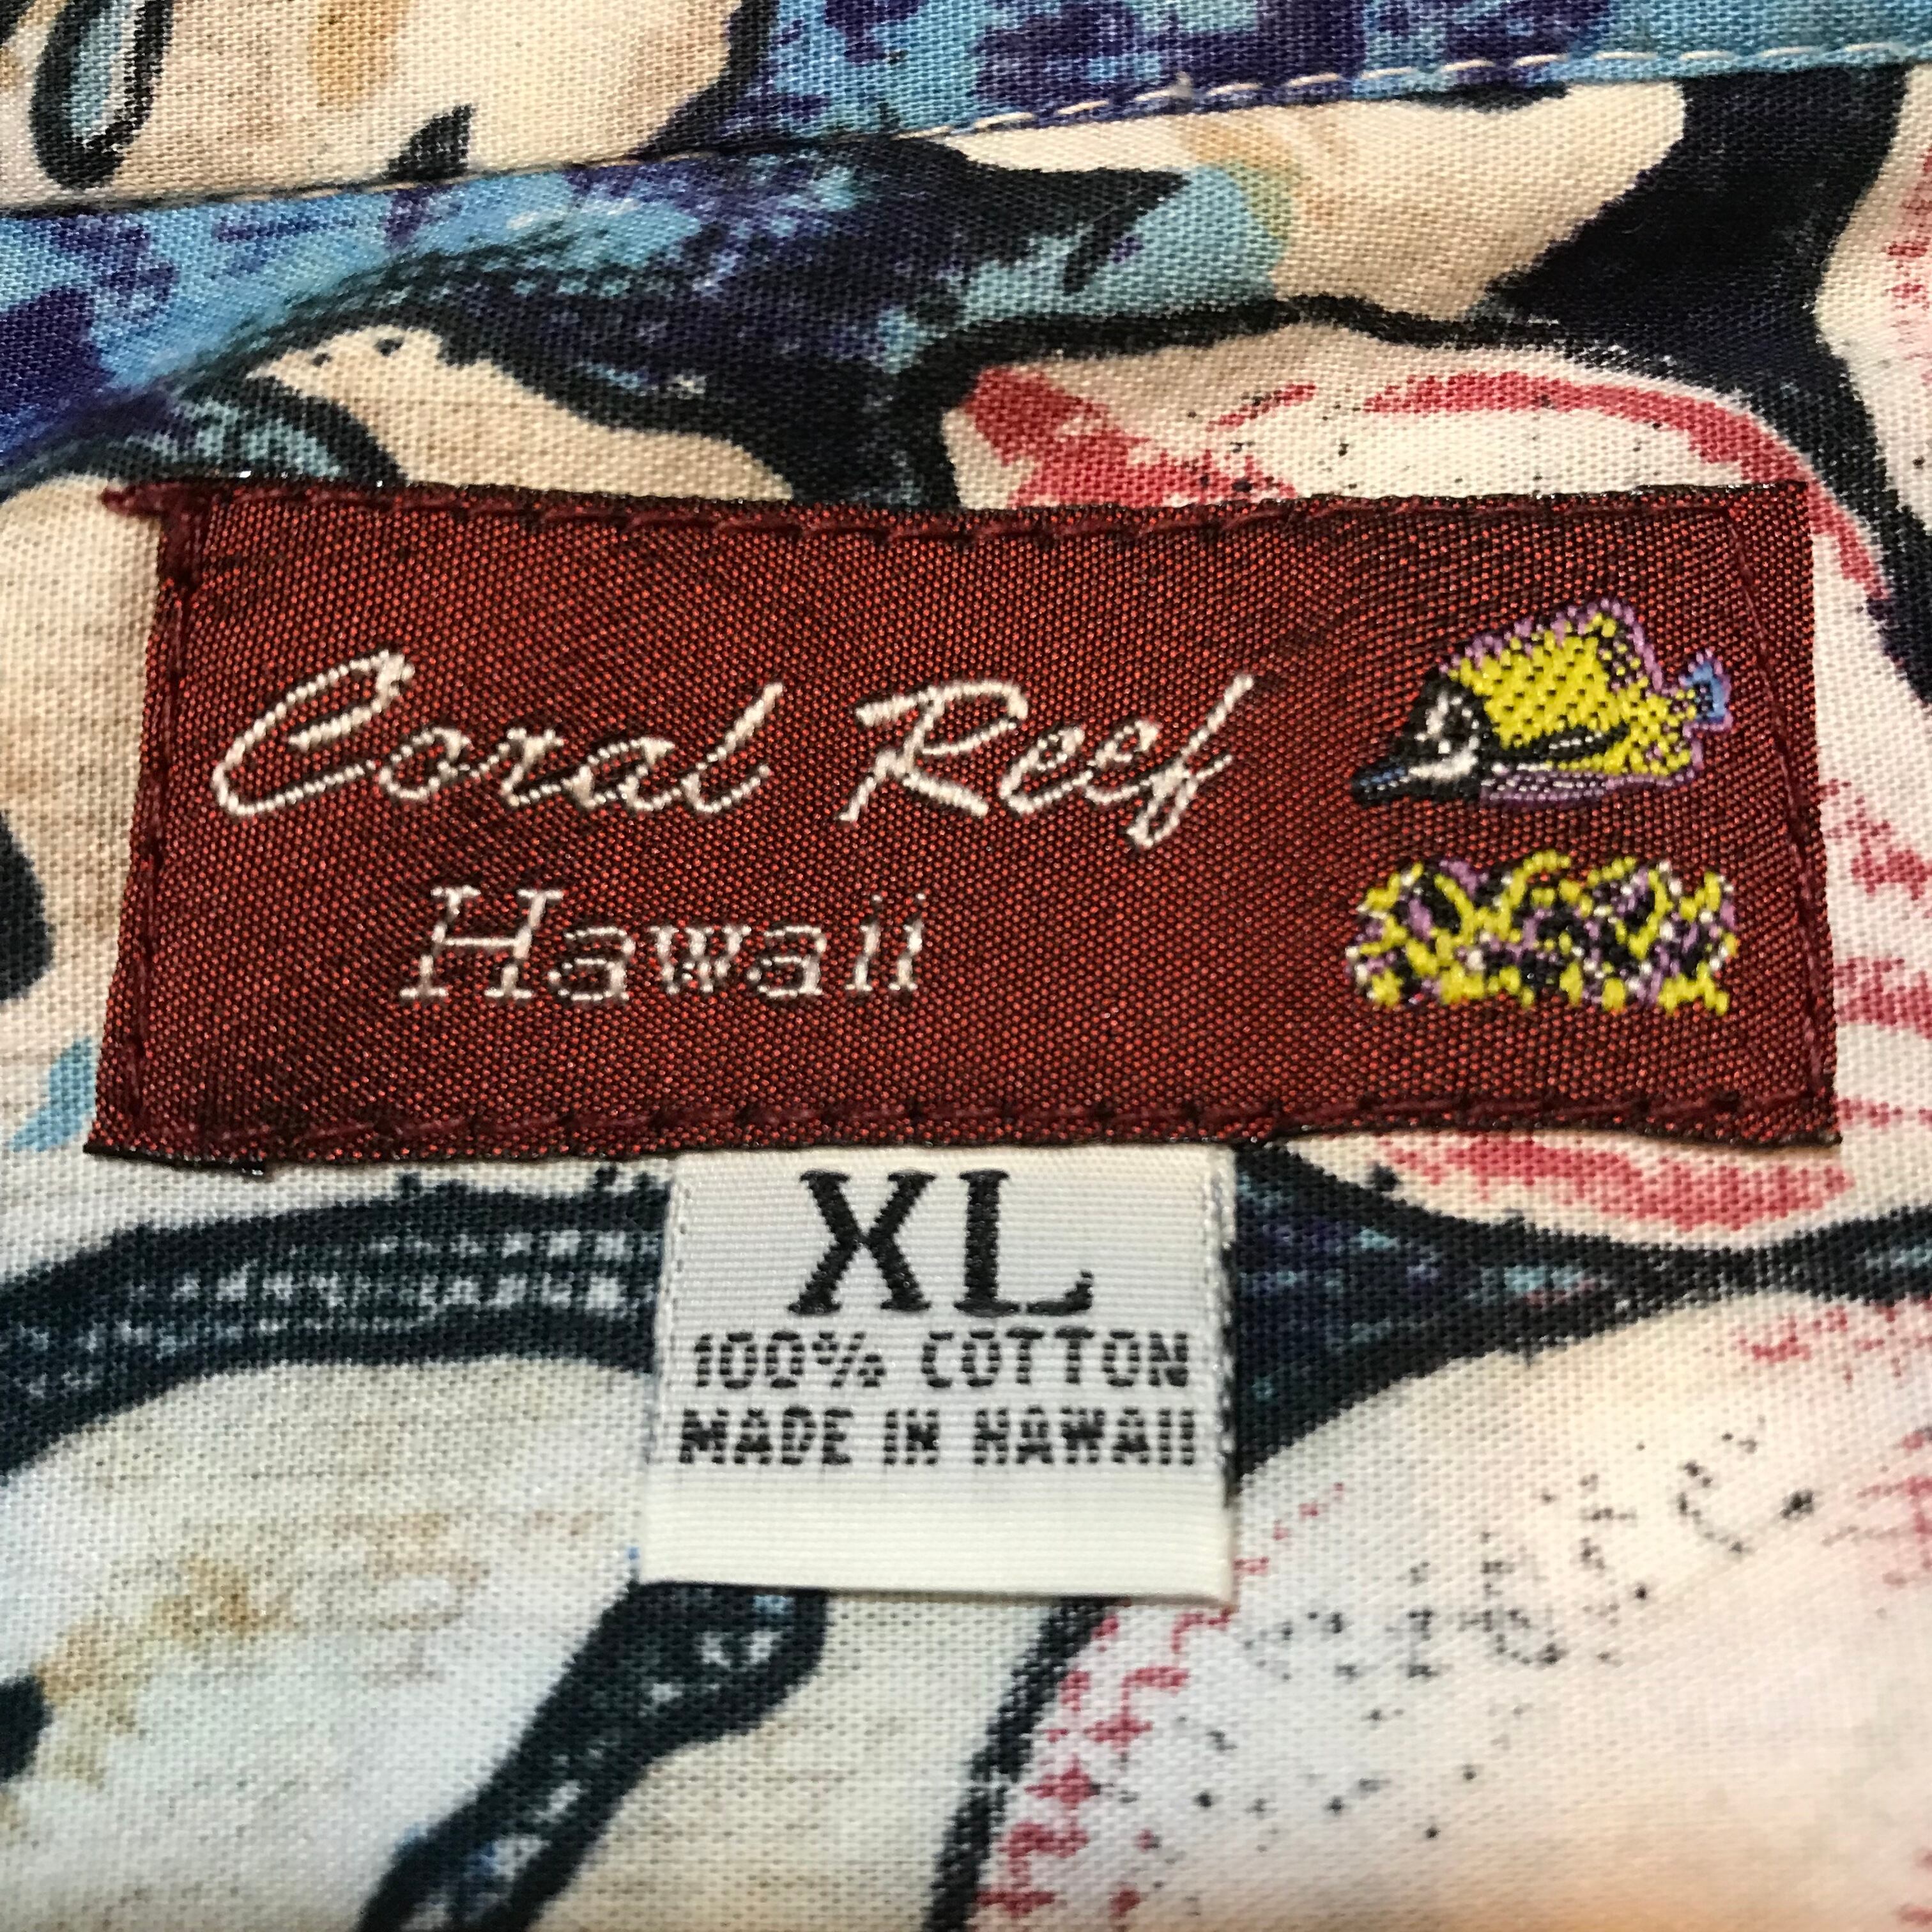 Coral Reef
Hawaii
XL
100% COTTON
MADE IN HAWAII